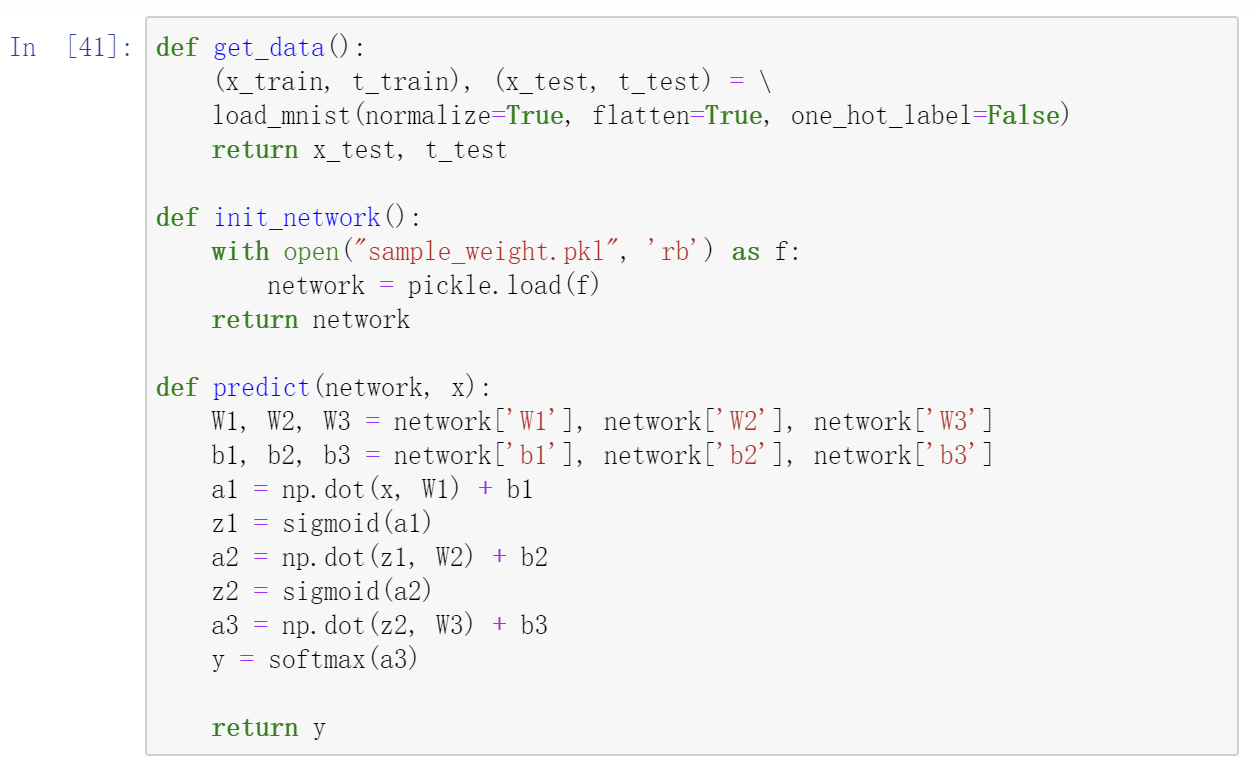 In [41]: def get_data():
    (x_train, t_train), (x_test, t_test) = \
    load_mnist(normalize=True, flatten=True, one_hot_label=False)
    return x_test, t_test

def init_network():
    with open("sample_weight.pkl", 'rb') as f:
        network = pickle.load(f)
    return network

def predict(network, x):
    W1, W2, W3 = network['W1'], network['W2'], network['W3']
    b1, b2, b3 = network['b1'], network['b2'], network['b3']
    a1 = np.dot(x, W1) + b1
    z1 = sigmoid(a1)
    a2 = np.dot(z1, W2) + b2
    z2 = sigmoid(a2)
    a3 = np.dot(z2, W3) + b3
    y = softmax(a3)

    return y